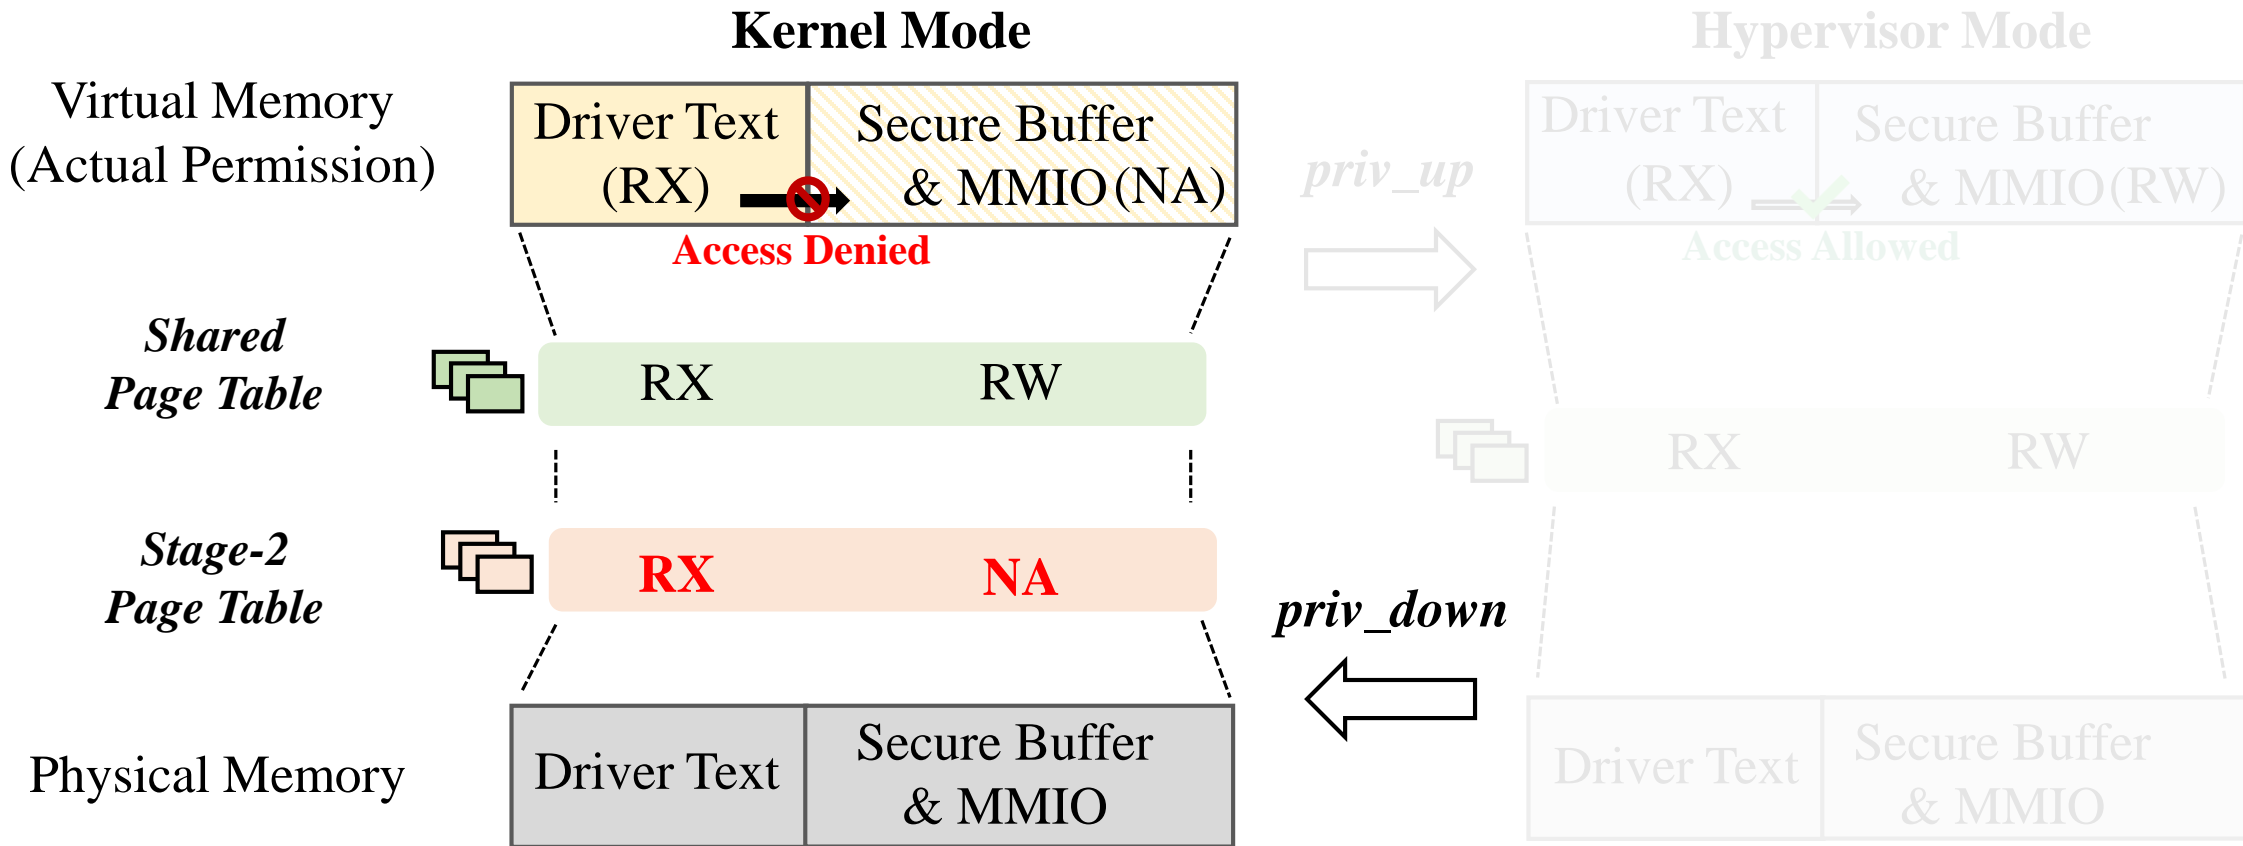 Kernel Mode
Hypervisor Mode
Virtual Memory
(Actual Permission)
Driver Text
(RX)
Secure Buffer
& MMIO (NA)
Access Denied
priv_up
Driver Text
(RX)
Secure Buffer
& MMIO (RW)
Access Allowed
Shared
Page Table
RX
RW
RX
RW
Stage-2
Page Table
RX
NA
priv_down
Physical Memory
Driver Text
Secure Buffer
& MMIO
Driver Text
Secure Buffer
& MMIO